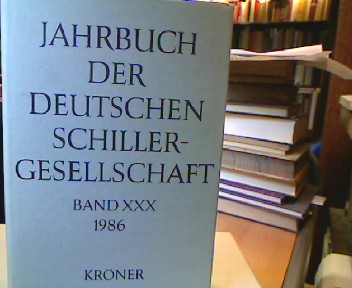 JAHRBUCH
DER
DEUTSCHEN
SCHILLER-
GESELLSCHAFT
BAND XXX
1986
KRÖNER